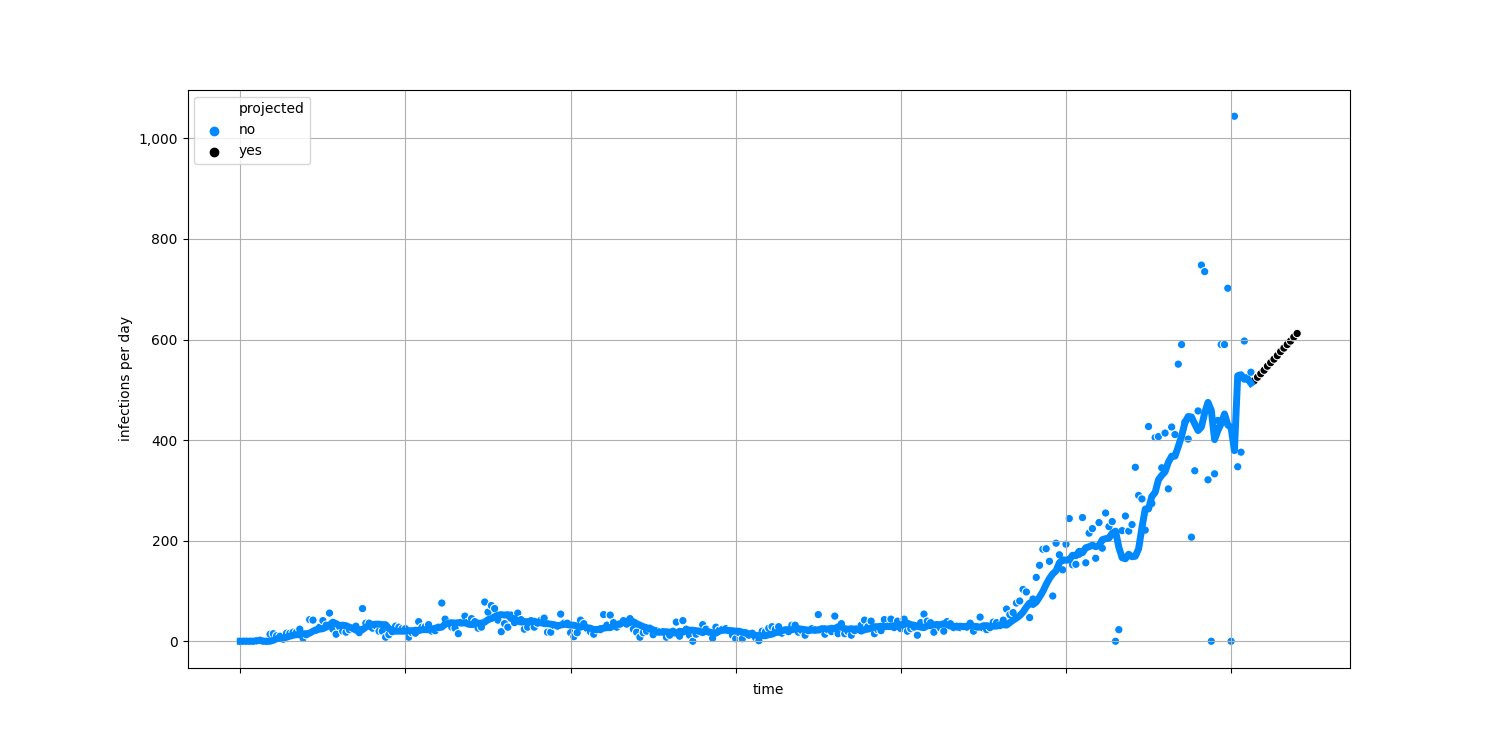 projected
no
yes
1,000
800
600
400
200
0
infections per day
time